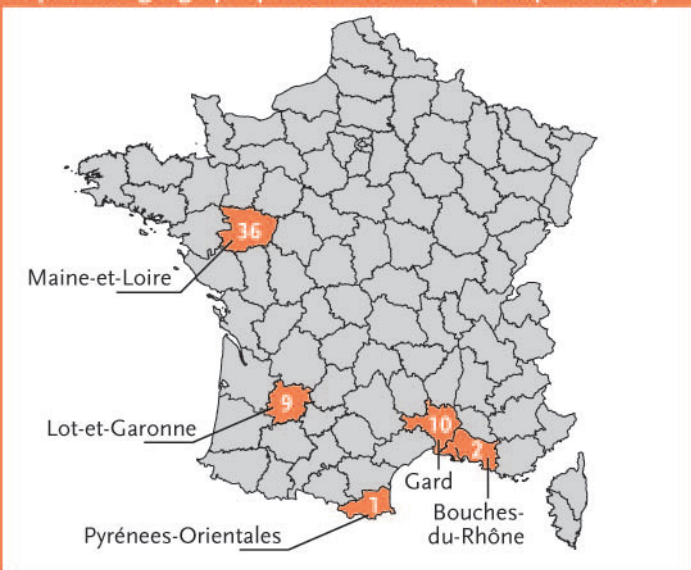 36
Maine-et-Loire
9
Lot-et-Garonne
10
2
Gard
Bouches-
du-Rhône
1
Pyrénees-Orientales